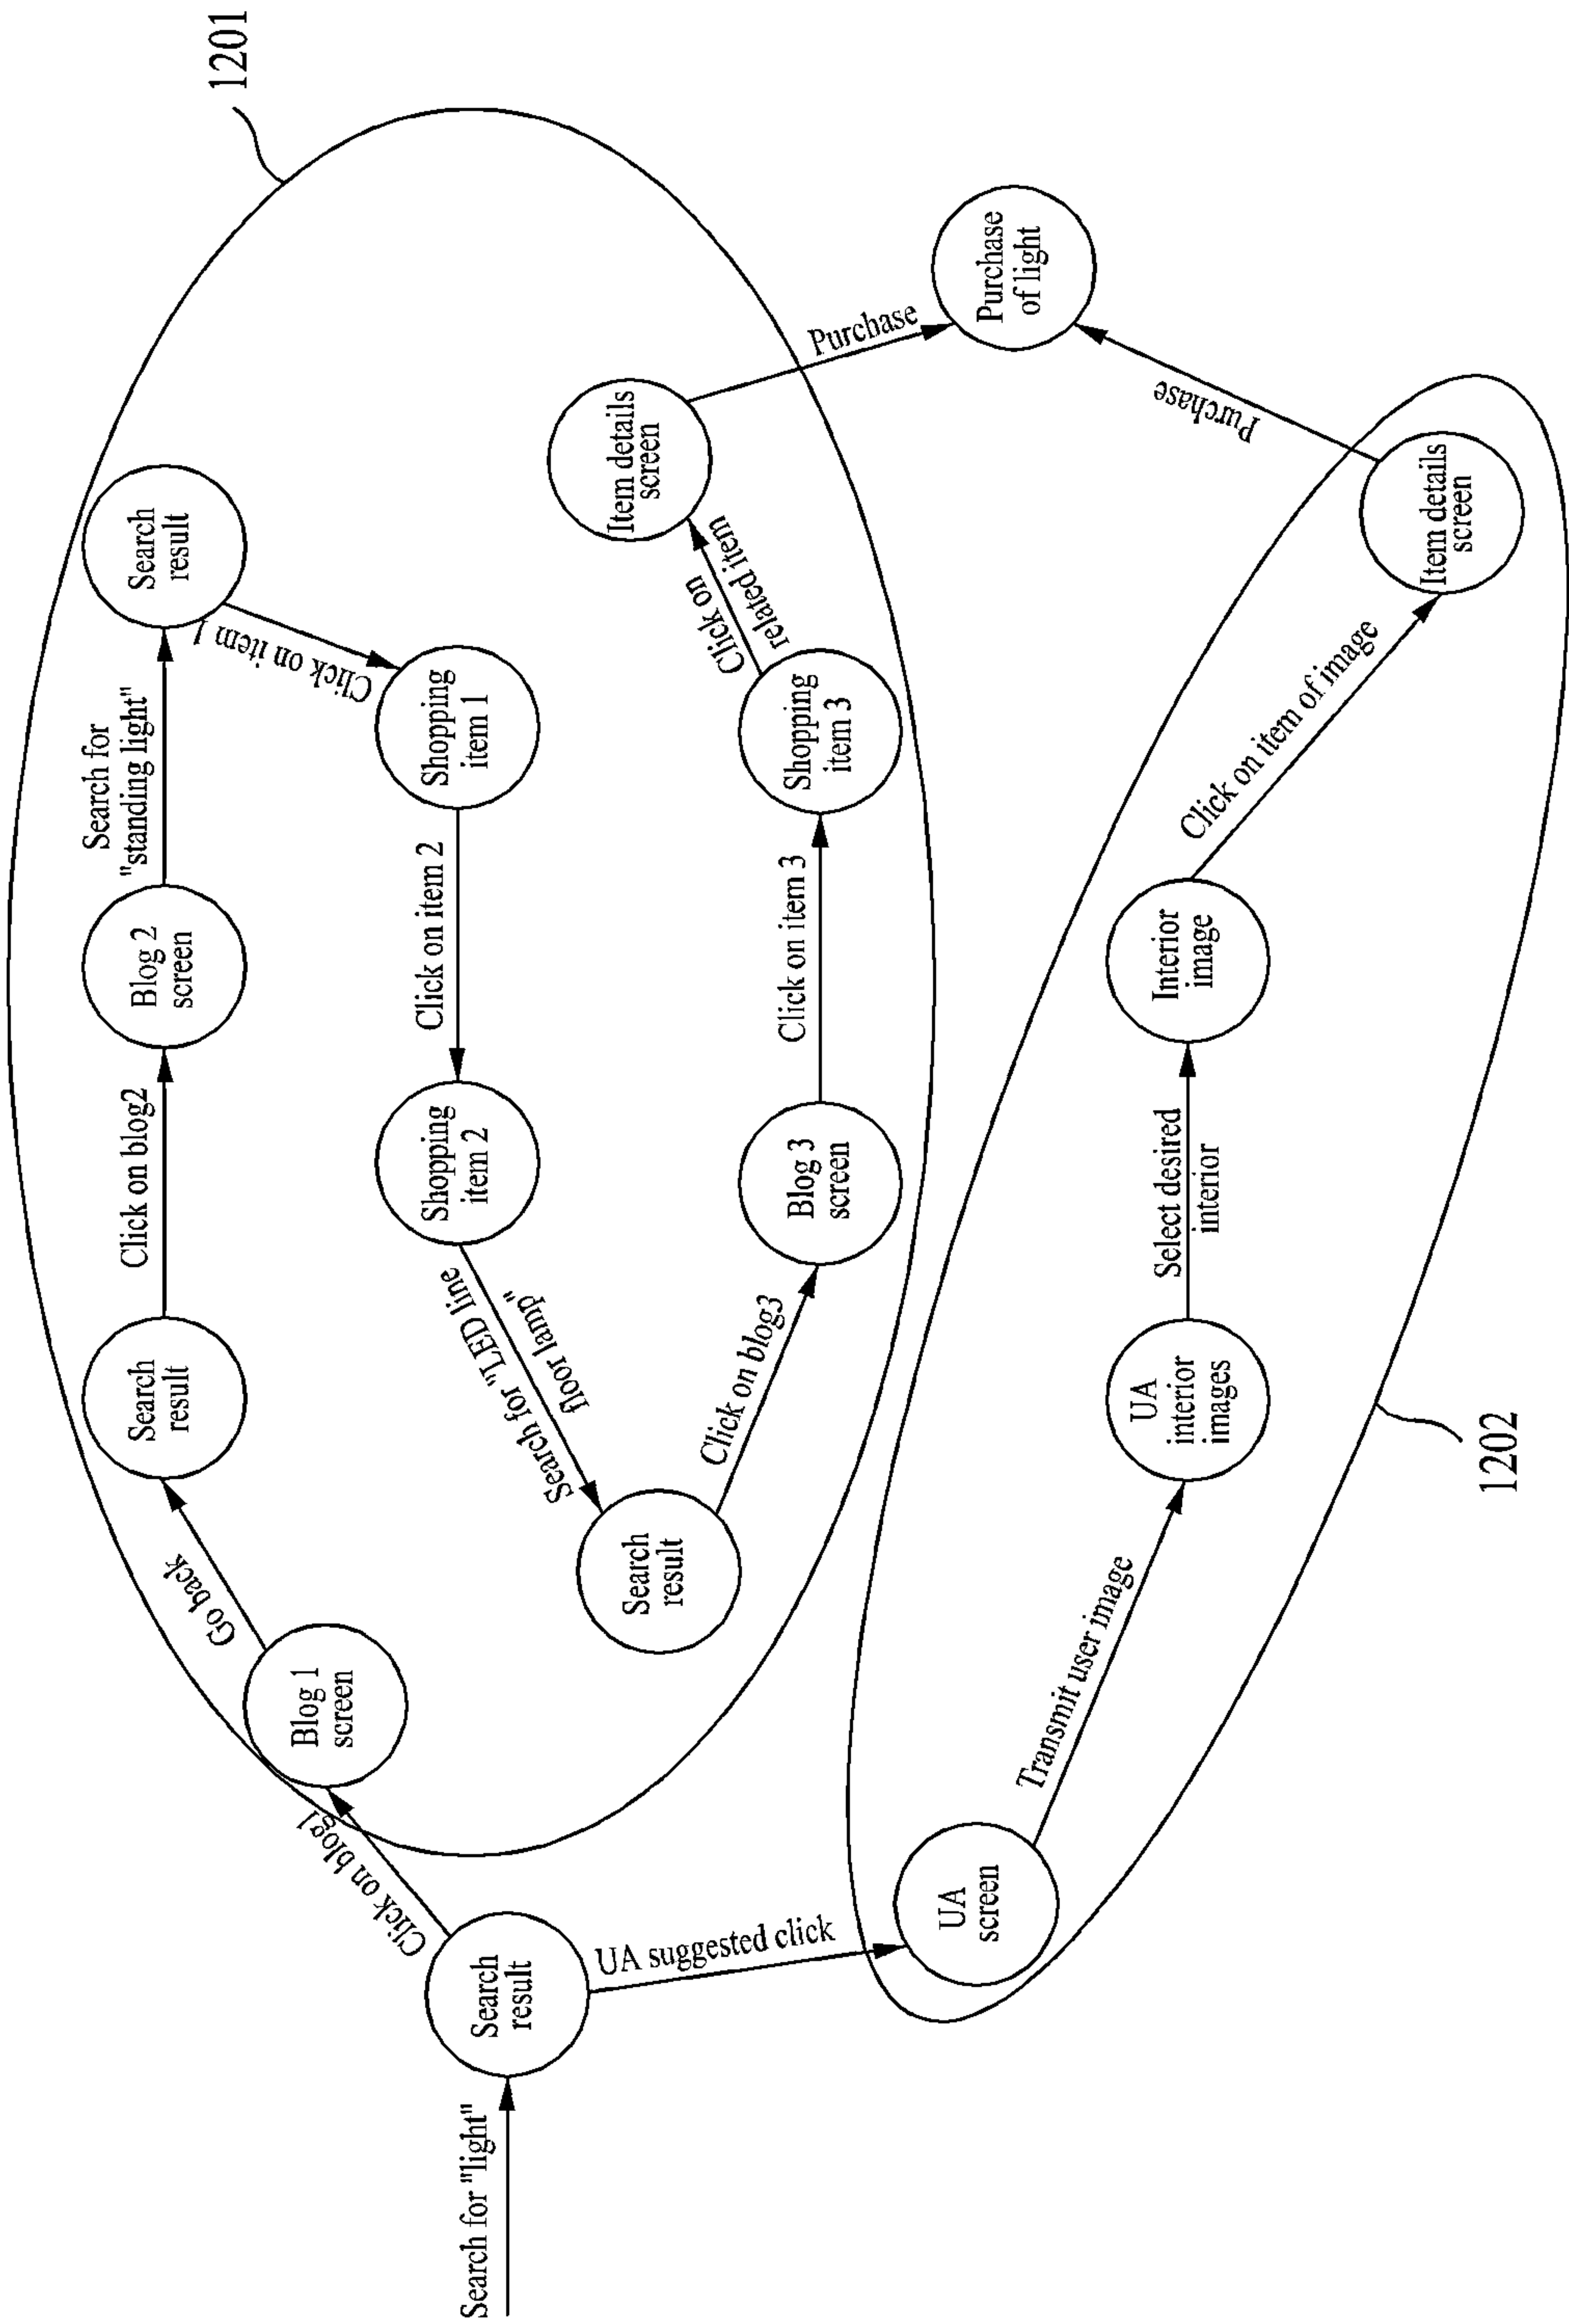 Search for "light"
Search
result
Click on blog1
Blog 1
screen
Go back
Search
result
Click on blog2
Blog 2
screen
Search for
"standing light"
Search
result
Click on item 1
Shopping
item 1
Click on item 2
Shopping
item 2
Search for "LED line
floor lamp"
Search
result
Click on blog3
Blog 3
screen
Click on item 3
Shopping
item 3
Click on
related item
Item details
screen
Purchase
Purchase
of light
1201
UA suggested click
UA
screen
Transmit user image
UA
interior
images
Select desired
interior
Interior
image
Click on item of image
Item details
screen
Purchase
1202